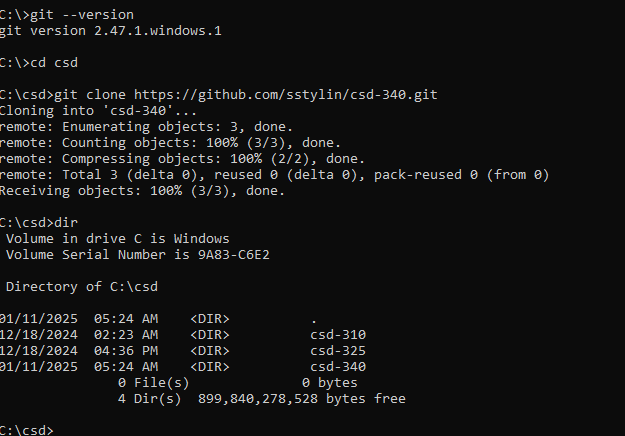 C:\>git --version
git version 2.47.1.windows.1
C:\>cd csd
C:\csd>git clone https://github.com/sstylin/csd-340.git
Cloning into 'csd-340'...
remote: Enumerating objects: 3, done.
remote: Counting objects: 100% (3/3), done.
remote: Compressing objects: 100% (2/2), done.
remote: Total 3 (delta 0), reused 0 (delta 0), pack-reused 0 (from 0)
Receiving objects: 100% (3/3), done.
C:\csd>dir
 Volume in drive C is Windows
 Volume Serial Number is 9A83-C6E2
 Directory of C:\csd
01/11/2025  05:24 AM    <DIR>          .
12/18/2024  02:23 AM    <DIR>          csd-310
12/18/2024  04:36 PM    <DIR>          csd-325
01/11/2025  05:24 AM    <DIR>          csd-340
               0 File(s)              0 bytes
               4 Dir(s)  899,840,278,528 bytes free
C:\csd>